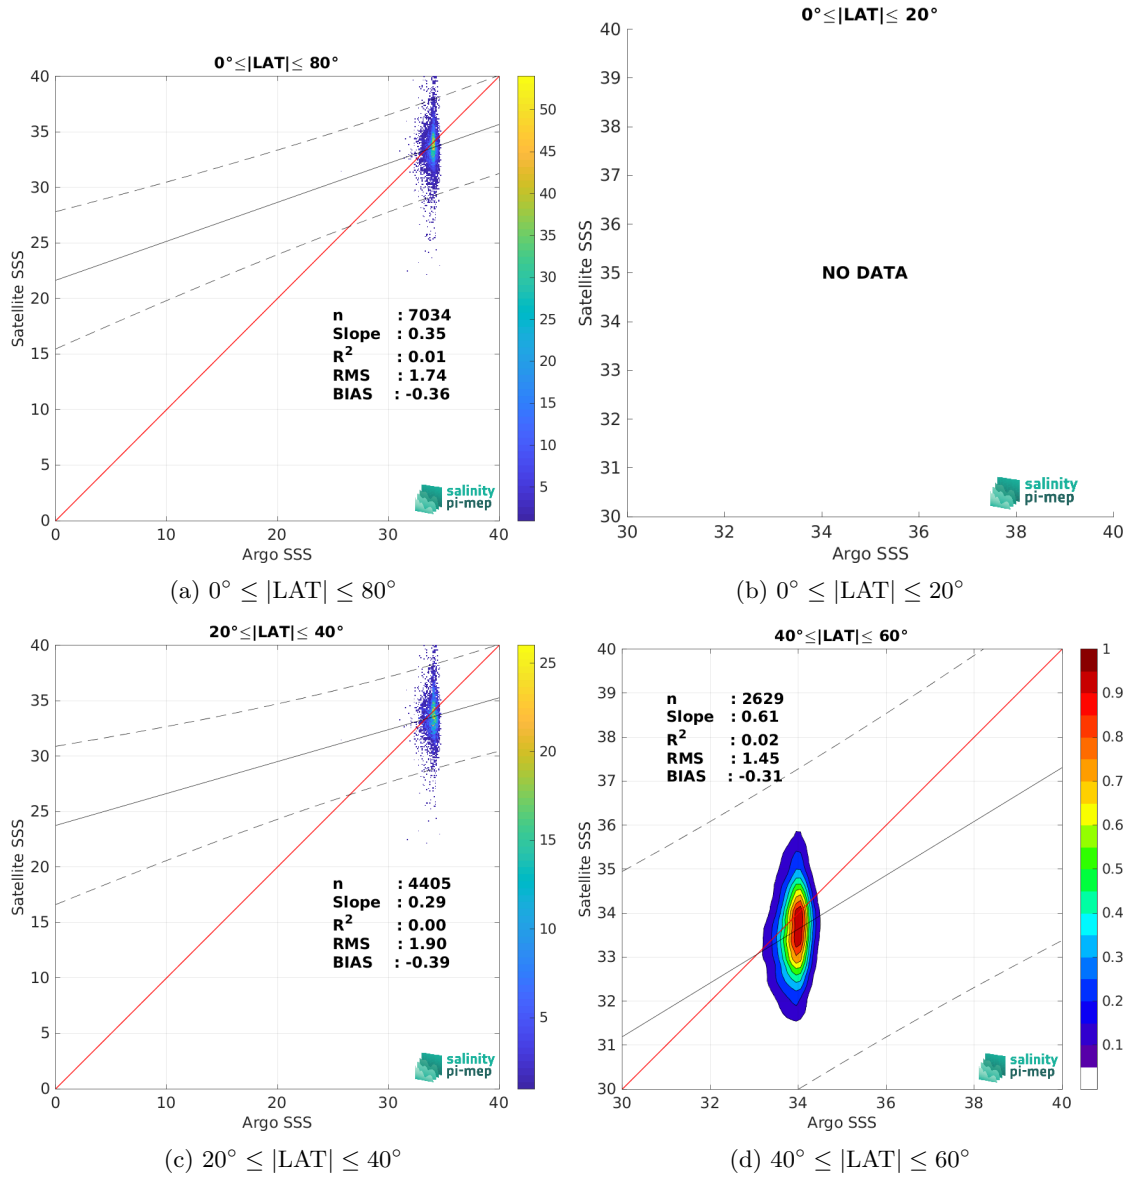 0°≤|LAT|≤ 80°
40
35
30
25
20
15
10
5
0
Satellite SSS
n : 7034
Slope : 0.35
R² : 0.01
RMS : 1.74
BIAS : -0.36
salinity
pi-mep
0 10 20 30 40
Argo SSS
50
45
40
35
30
25
20
15
10
5
(a) 0° ≤ |LAT| ≤ 80°
0°≤|LAT|≤ 20°
40
39
38
37
36
35
34
33
32
31
30
Satellite SSS
NO DATA
salinity
pi-mep
30 32 34 36 38 40
Argo SSS
(b) 0° ≤ |LAT| ≤ 20°
20°≤|LAT|≤ 40°
40
35
30
25
20
15
10
5
0
Satellite SSS
n : 4405
Slope : 0.29
R² : 0.00
RMS : 1.90
BIAS : -0.39
salinity
pi-mep
0 10 20 30 40
Argo SSS
25
20
15
10
5
(c) 20° ≤ |LAT| ≤ 40°
40°≤|LAT|≤ 60°
40
39
38
37
36
35
34
33
32
31
30
Satellite SSS
n : 2629
Slope : 0.61
R² : 0.02
RMS : 1.45
BIAS : -0.31
salinity
pi-mep
30 32 34 36 38 40
Argo SSS
1
0.9
0.8
0.7
0.6
0.5
0.4
0.3
0.2
0.1
(d) 40° ≤ |LAT| ≤ 60°